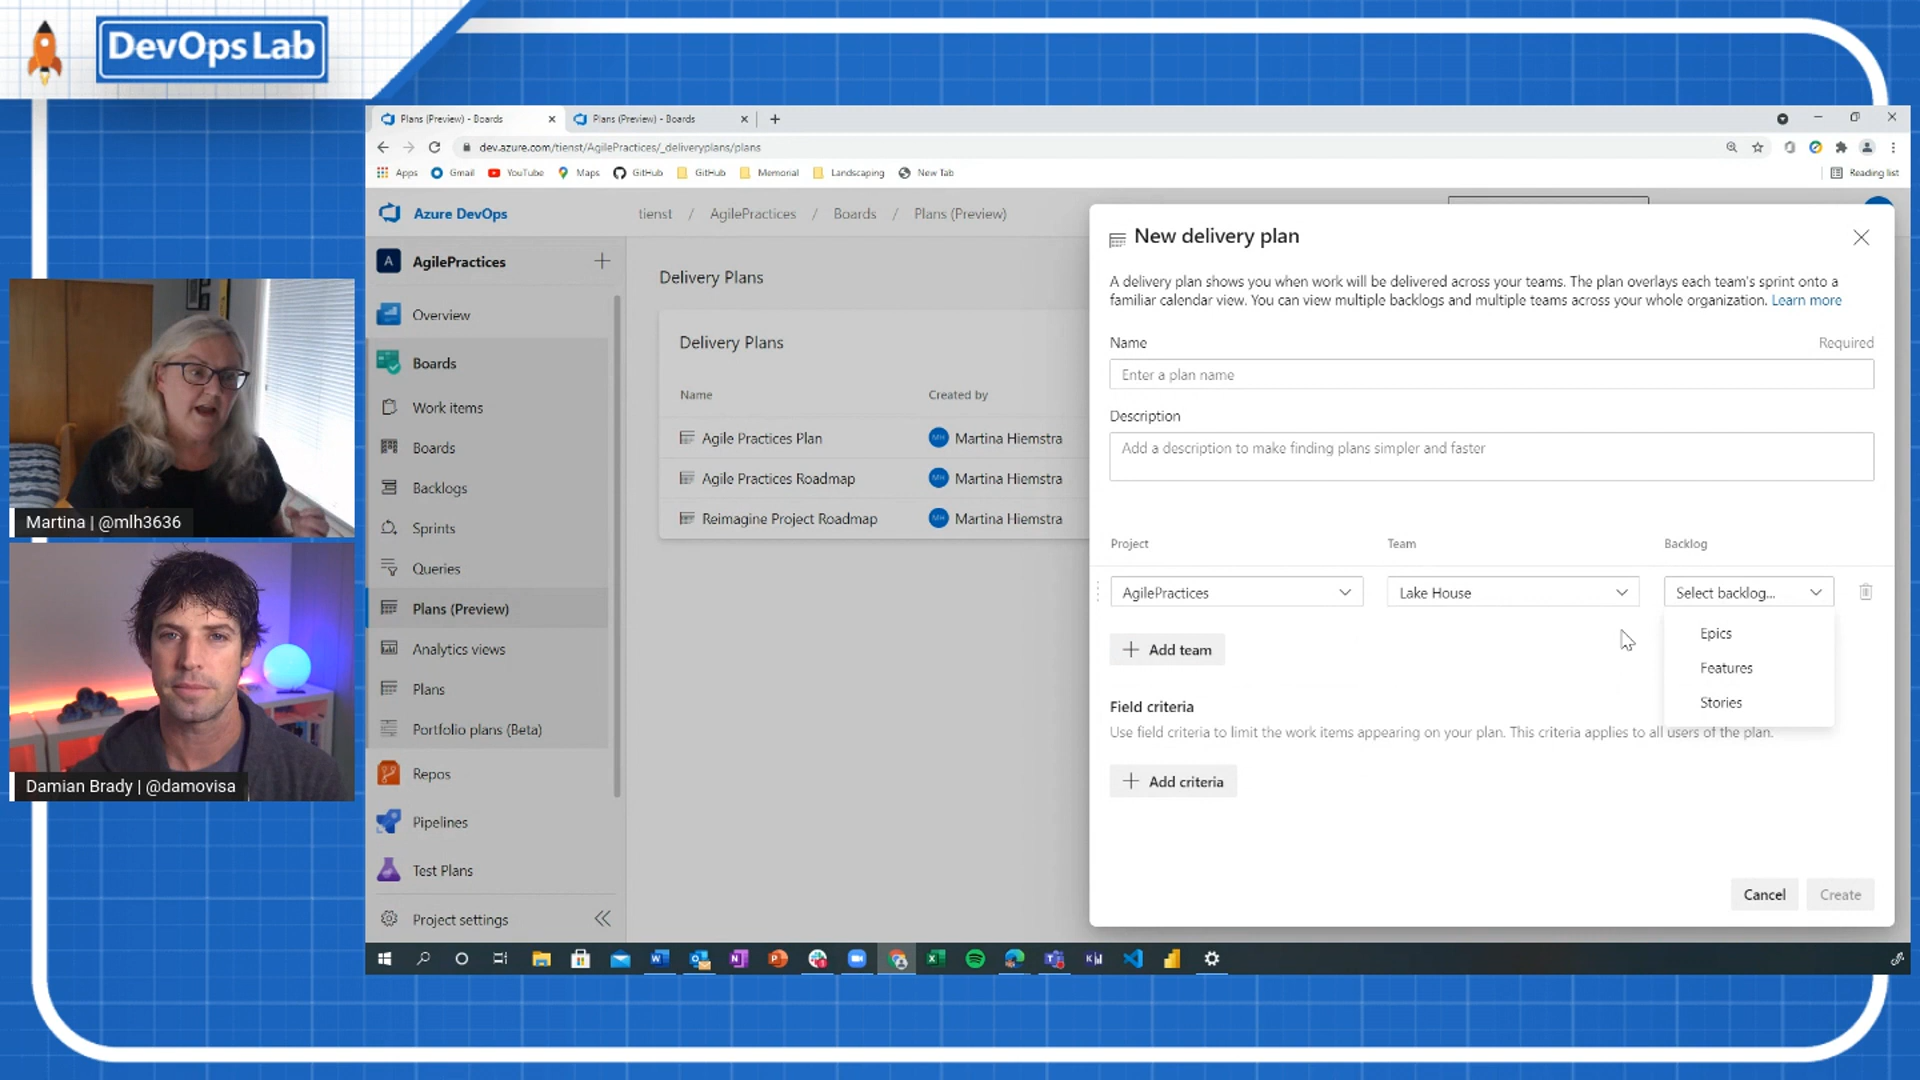 DevOps Lab
Plans (Preview) - Boards
Plans (Preview) - Boards
dev.azure.com/tienst/AgilePractices/_deliveryplans/plans
Apps
Gmail
YouTube
Maps
GitHub
GitHub
Memorial
Landscaping
New Tab
Reading list
Azure DevOps
tienst / AgilePractices / Boards / Plans (Preview)
A
AgilePractices
Overview
Boards
Work items
Boards
Backlogs
Sprints
Queries
Plans (Preview)
Analytics views
Plans
Portfolio plans (Beta)
Repos
Pipelines
Test Plans
Project settings
Delivery Plans
Delivery Plans
Name Created by
Agile Practices Plan MH Martina Hiemstra
Agile Practices Roadmap MH Martina Hiemstra
Reimagine Project Roadmap MH Martina Hiemstra
New delivery plan
A delivery plan shows you when work will be delivered across your teams. The plan overlays each team's sprint onto a
familiar calendar view. You can view multiple backlogs and multiple teams across your whole organization. Learn more
Name Required
Enter a plan name
Description
Add a description to make finding plans simpler and faster
Project Team Backlog
AgilePractices Lake House Select backlog...
Epics
Features
Stories
Add team
Field criteria
Use field criteria to limit the work items appearing on your plan. This criteria applies to all users of the plan.
Add criteria
Cancel Create
Martina | @mlh3636
Damian Brady | @damovisa